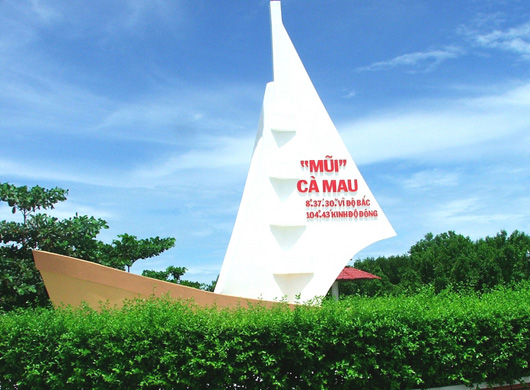 "MŨI"
CÀ MAU
8°.37'.30" VĨ ĐỘ BẮC
104°.43' KINH ĐỘ ĐÔNG